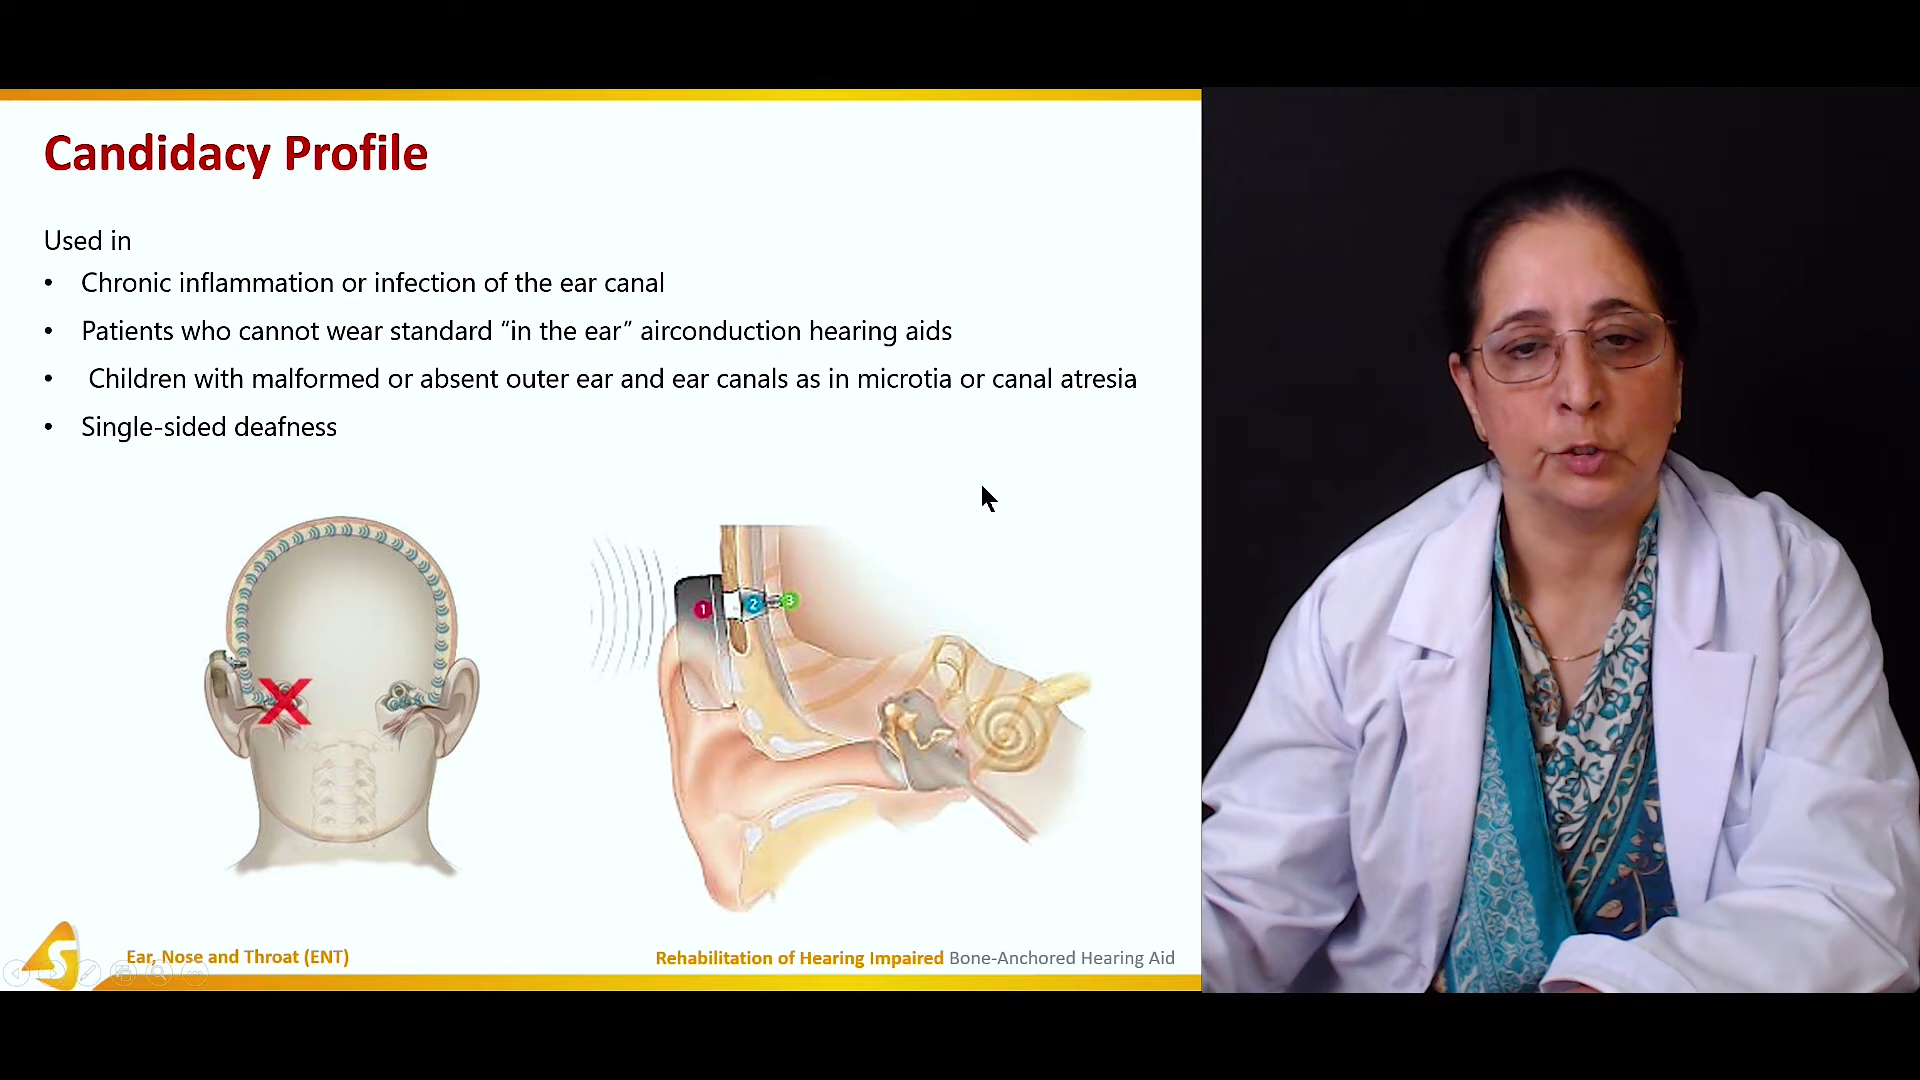 Candidacy Profile
Used in
• Chronic inflammation or infection of the ear canal
• Patients who cannot wear standard “in the ear” airconduction hearing aids
• Children with malformed or absent outer ear and ear canals as in microtia or canal atresia
• Single-sided deafness
1 2 3
S
Ear, Nose and Throat (ENT)
Rehabilitation of Hearing Impaired Bone-Anchored Hearing Aid